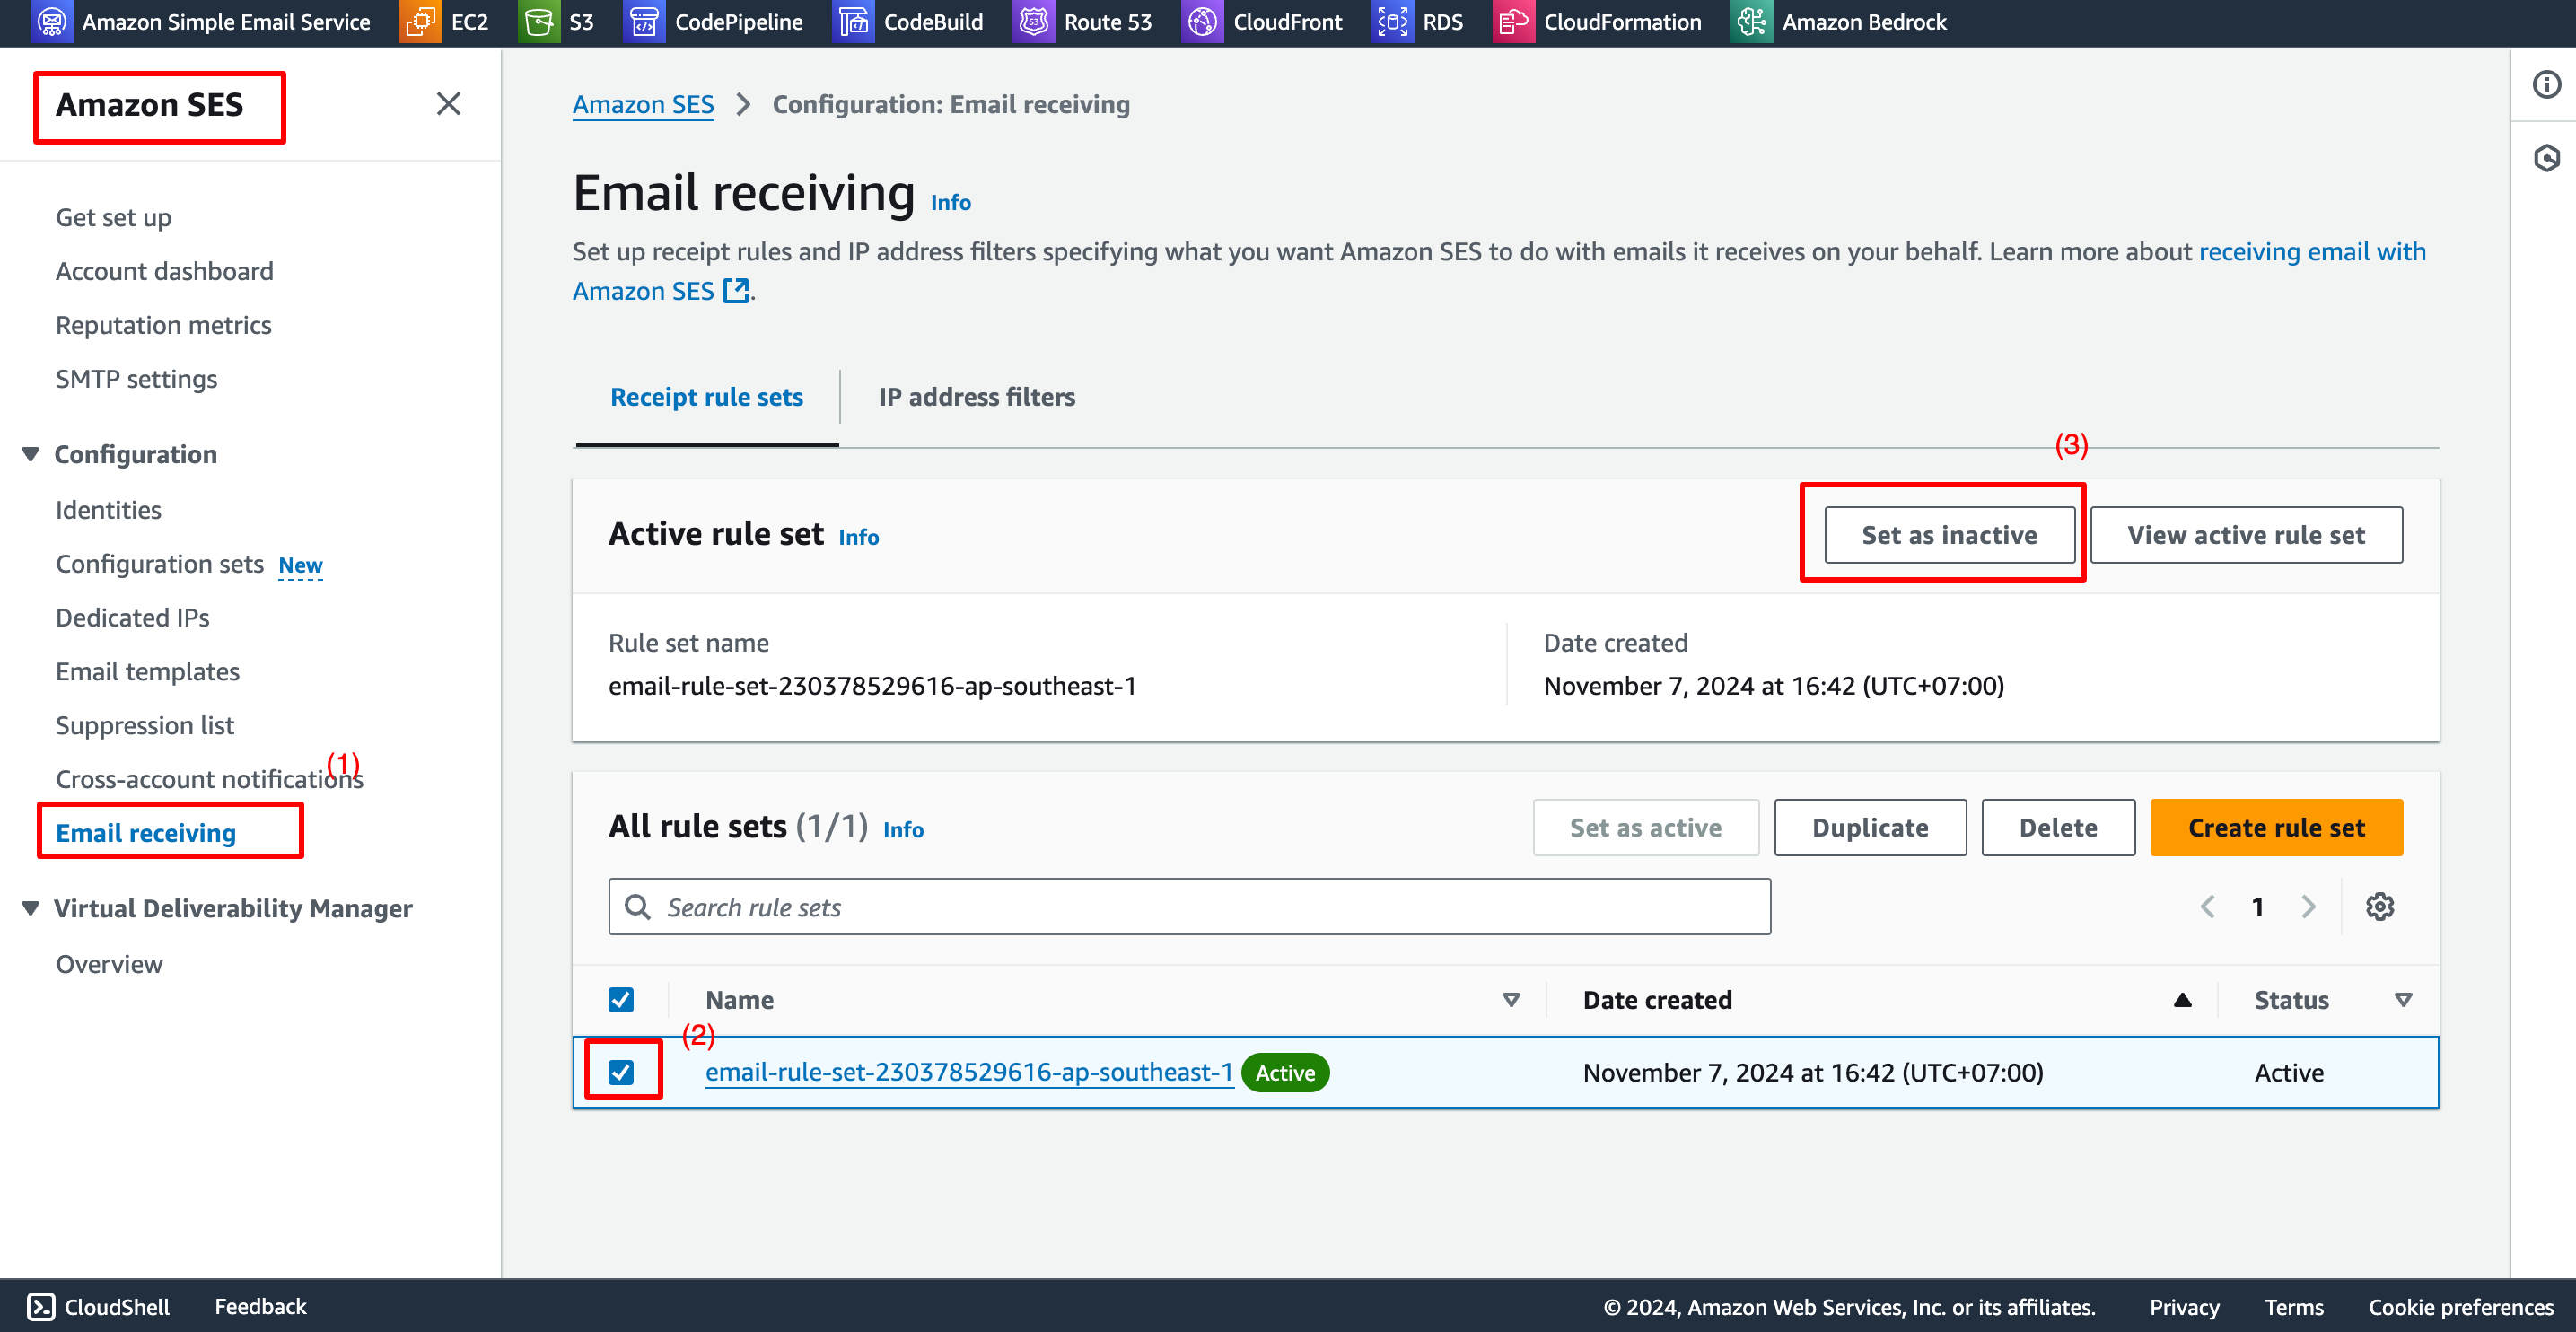 Amazon Simple Email Service EC2 S3 CodePipeline CodeBuild Route 53 CloudFront RDS CloudFormation Amazon Bedrock
Amazon SES
Get set up
Account dashboard
Reputation metrics
SMTP settings
Configuration
Identities
Configuration sets New
Dedicated IPs
Email templates
Suppression list
(1)
Cross-account notifications
Email receiving
Virtual Deliverability Manager
Overview
Amazon SES > Configuration: Email receiving
Email receiving Info
Set up receipt rules and IP address filters specifying what you want Amazon SES to do with emails it receives on your behalf. Learn more about receiving email with
Amazon SES .
Receipt rule sets IP address filters
(3)
Active rule set Info Set as inactive View active rule set
Rule set name Date created
email-rule-set-230378529616-ap-southeast-1 November 7, 2024 at 16:42 (UTC+07:00)
All rule sets (1/1) Info Set as active Duplicate Delete Create rule set
Search rule sets 1
Name Date created Status
(2)
email-rule-set-230378529616-ap-southeast-1 Active November 7, 2024 at 16:42 (UTC+07:00) Active
CloudShell Feedback © 2024, Amazon Web Services, Inc. or its affiliates. Privacy Terms Cookie preferences